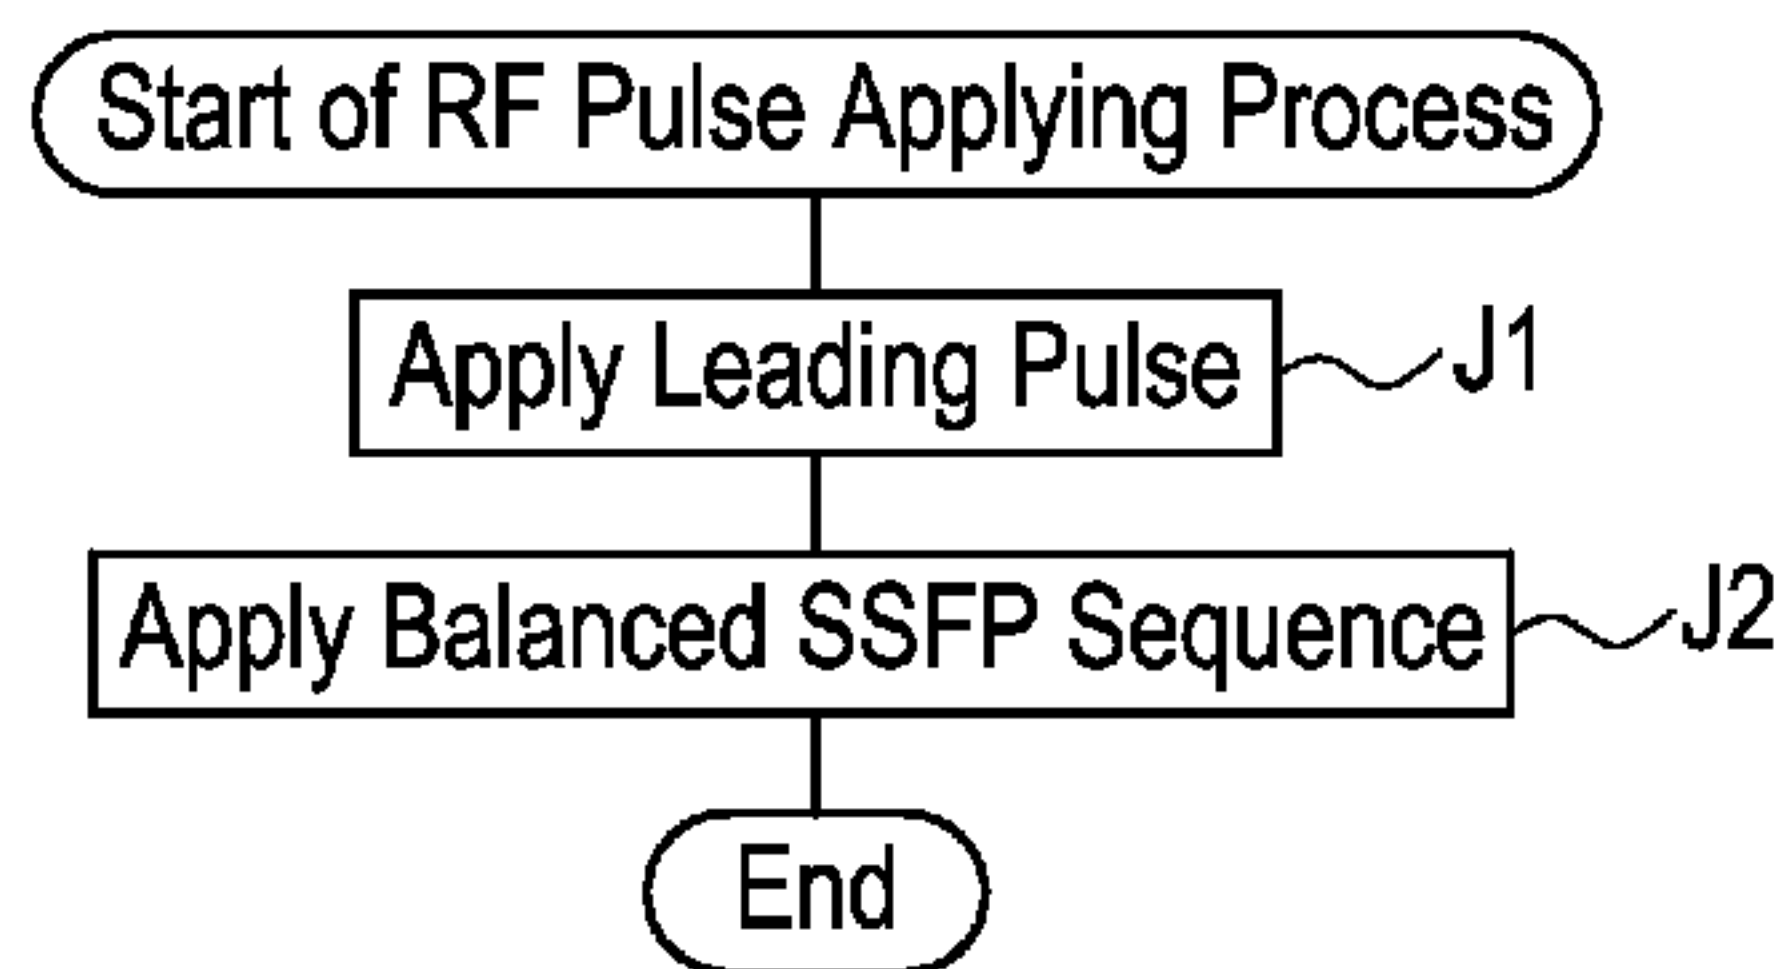 Start of RF Pulse Applying Process
Apply Leading Pulse
J1
Apply Balanced SSFP Sequence
J2
End